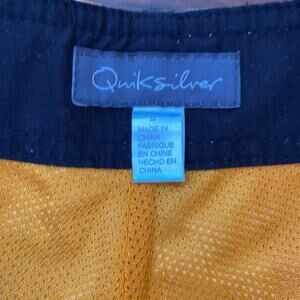 Quiksilver
MADE IN
CHINA
FABRIQUE
EN CHINE
HECHO EN
CHINA